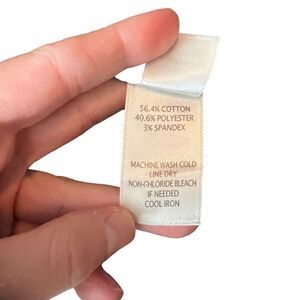 56.4% COTTON
40.6% POLYESTER
3% SPANDEX
MACHINE WASH COLD
LINE DRY
NON-CHLORIDE BLEACH
IF NEEDED
COOL IRON